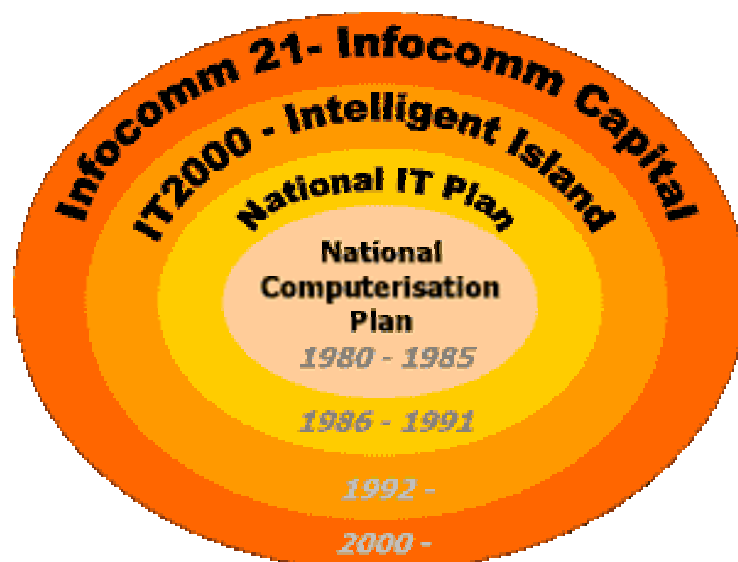 Infocomm 21- Infocomm Capital
IT2000 - Intelligent Island
National IT Plan
National
Computerisation
Plan
1980 - 1985
1986 - 1991
1992 -
2000 -